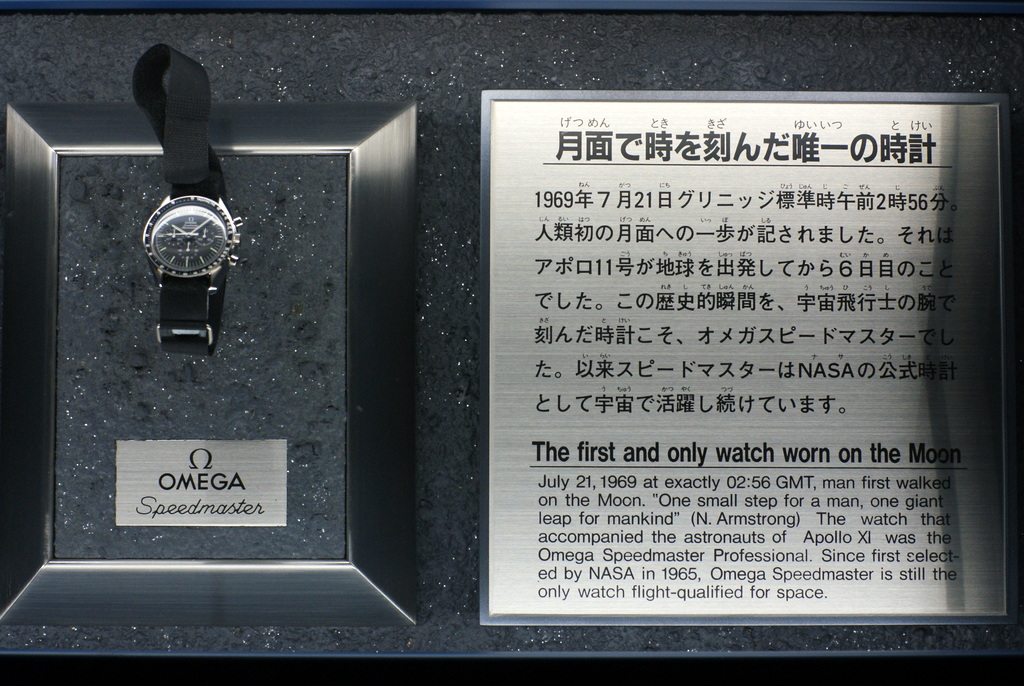 Ω
OMEGA
Speedmaster
月面で時を刻んだ唯一の時計
1969年7月21日グリニッジ標準時午前2時56分。
人類初の月面への一歩が記されました。それは
アポロ11号が地球を出発してから6日目のこと
でした。この歴史的瞬間を、宇宙飛行士の腕で
刻んだ時計こそ、オメガスピードマスターでし
た。以来スピードマスターはNASAの公式時計
として宇宙で活躍し続けています。
The first and only watch worn on the Moon
July 21, 1969 at exactly 02:56 GMT, man first walked
on the Moon. "One small step for a man, one giant
leap for mankind" (N. Armstrong) The watch that
accompanied the astronauts of Apollo XI was the
Omega Speedmaster Professional. Since first select-
ed by NASA in 1965, Omega Speedmaster is still the
only watch flight-qualified for space.